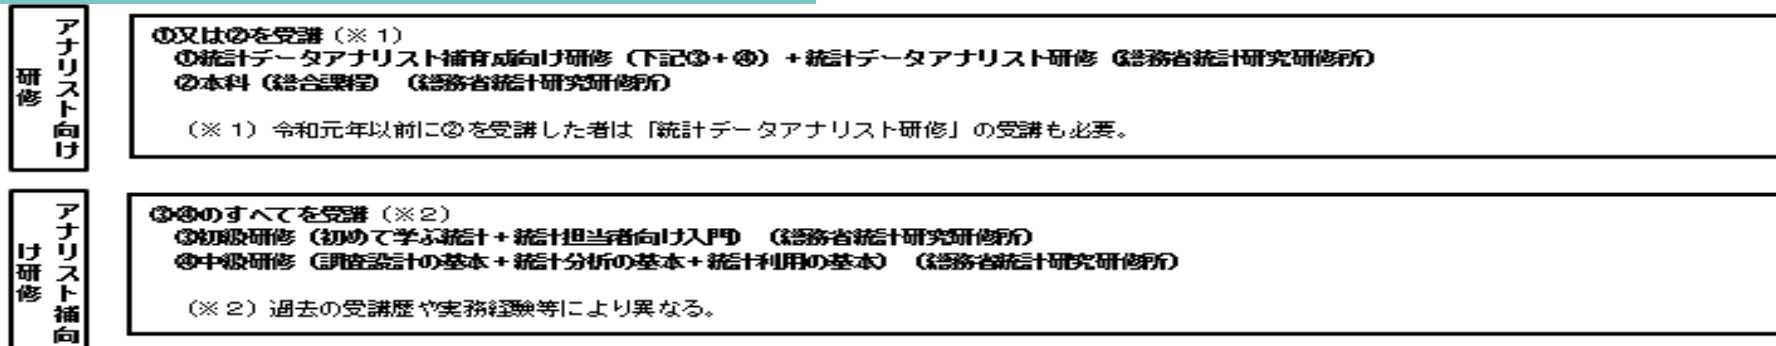 アナリスト向け
研修
①又は②を受講（※１）
①統計データアナリスト補育成向け研修（下記③＋④）＋統計データアナリスト研修（総務省統計研究研修所）
②本科（総合課程）（総務省統計研究研修所）
（※１）令和元年以前に②を受講した者は「統計データアナリスト研修」の受講も必要。
アナリスト補向
け研修
③④のすべてを受講（※２）
③初級研修（初めて学ぶ統計＋統計担当者向け入門）（総務省統計研究研修所）
④中級研修（調査設計の基本＋統計分析の基本＋統計利用の基本）（総務省統計研究研修所）
（※２）過去の受講歴や実務経験等により異なる。